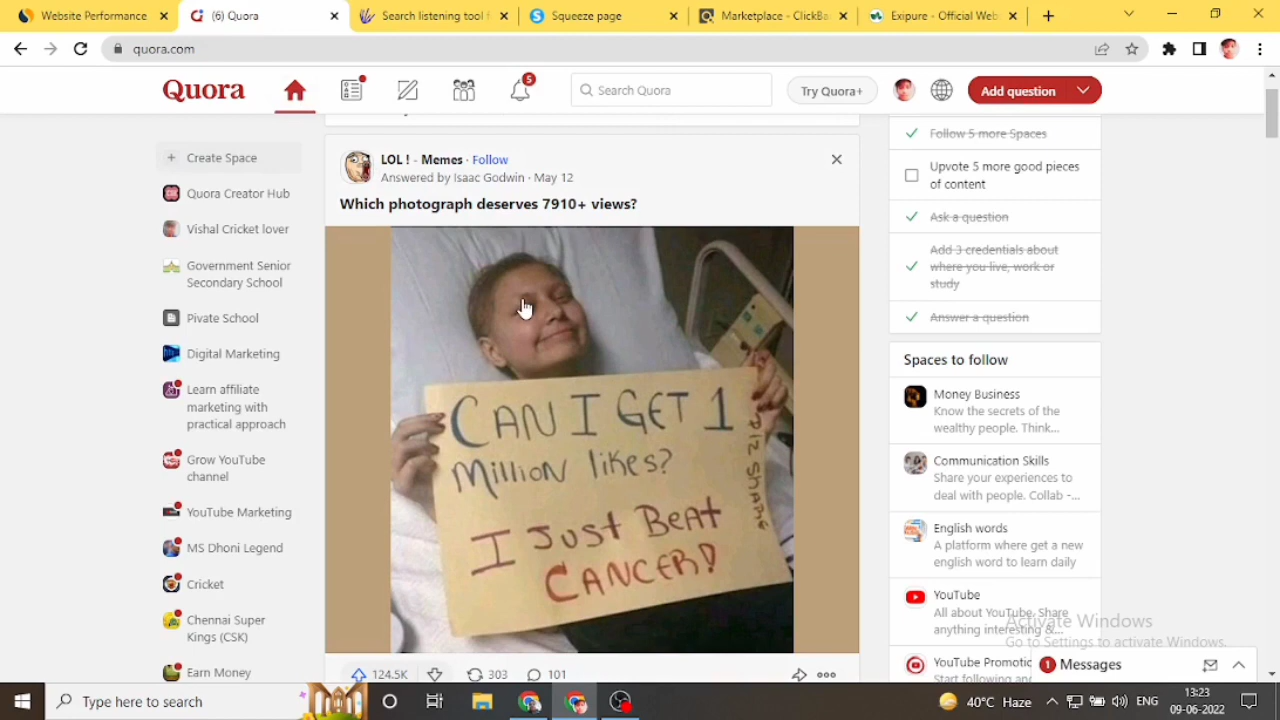 Website Performance
(6) Quora
Search listening tool f
Squeeze page
Marketplace - ClickBa
Exipure - Official Web
quora.com
Quora
5
Search Quora
Try Quora+
Add question
LOL ! - Memes · Follow
Answered by Isaac Godwin · May 12
Which photograph deserves 7910+ views?
CAN I GET 1
MILLION likes?
I JUST BEAT
CANCER!
PLZ SHARE
124.5K
303
101
Create Space
Quora Creator Hub
Vishal Cricket lover
Government Senior
Secondary School
Pivate School
Digital Marketing
Learn affiliate
marketing with
practical approach
Grow YouTube
channel
YouTube Marketing
MS Dhoni Legend
Cricket
Chennai Super
Kings (CSK)
Earn Money
Follow 5 more Spaces
Upvote 5 more good pieces
of content
Ask a question
Add 3 credentials about
where you live, work or
study
Answer a question
Spaces to follow
Money Business
Know the secrets of the
wealthy people. Think...
Communication Skills
Share your experiences to
deal with people. Collab -...
English words
A platform where get a new
english word to learn daily
YouTube
All about YouTube. Share
anything interesting &...
YouTube Promotic
Start following and
Activate Windows
Go to Settings to activate Windows.
1 Messages
Type here to search
40°C Haze
ENG
13:23
09-06-2022